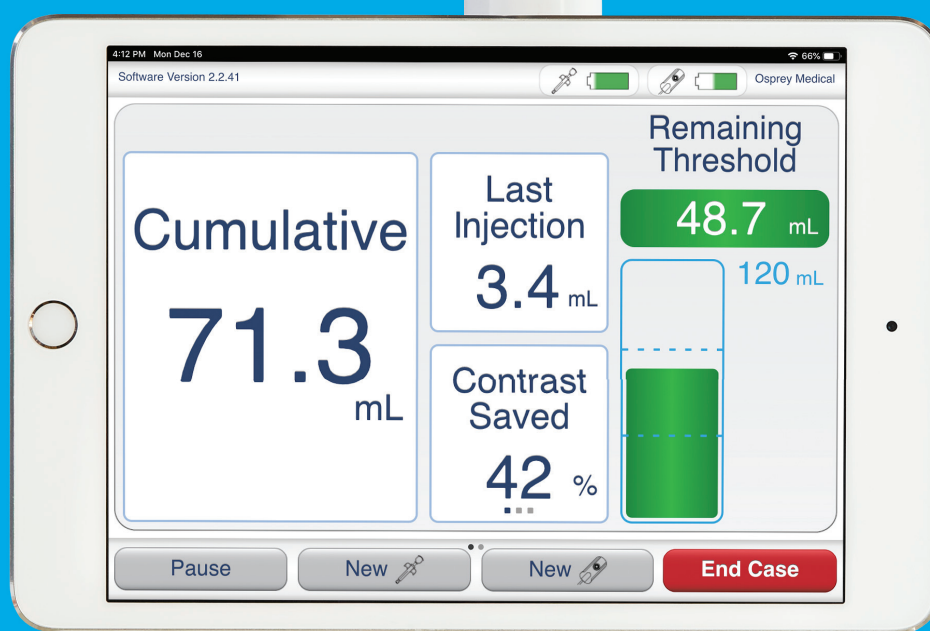 4:12 PM Mon Dec 16
66%
Software Version 2.2.41
Osprey Medical
Cumulative
71.3
mL
Last
Injection
3.4 mL
Contrast
Saved
42 %
Remaining
Threshold
48.7 mL
120 mL
Pause
New
New
End Case